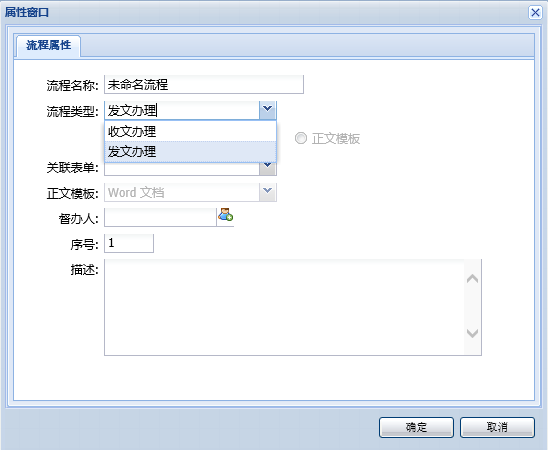 属性窗口
流程属性
流程名称: 未命名流程
流程类型: 发文办理
收文办理
正文模板
发文办理
关联表单:
正文模板: Word 文档
督办人:
序号: 1
描述:
确定 取消